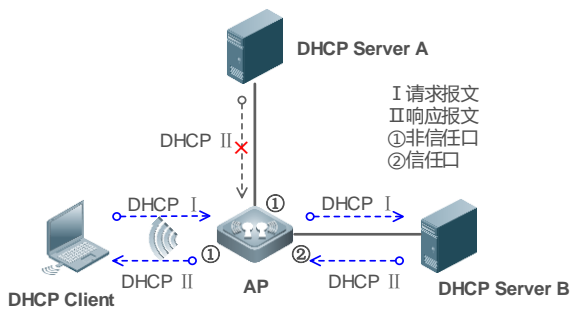 DHCP Server A
Ⅰ请求报文
Ⅱ响应报文
①非信任口
②信任口
DHCP Ⅱ
DHCP Ⅰ
①
DHCP Ⅰ
①
②
DHCP Ⅱ
DHCP Ⅱ
AP
DHCP Server B
DHCP Client